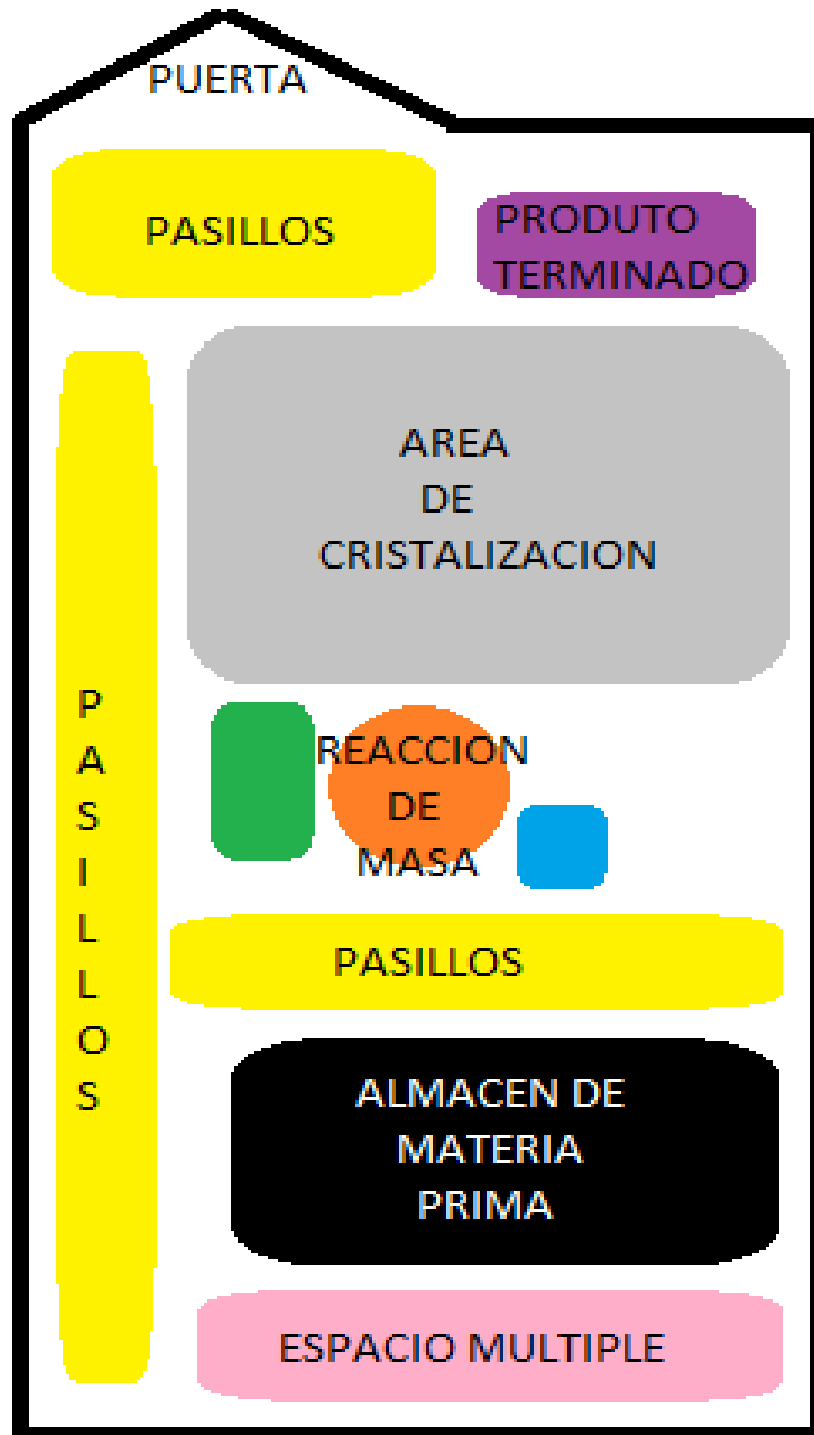 PUERTA
PASILLOS
PRODUTO
TERMINADO
AREA
DE
CRISTALIZACION
P
A
S
I
L
L
O
S
REACCION
DE
MASA
PASILLOS
ALMACEN DE
MATERIA
PRIMA
ESPACIO MULTIPLE